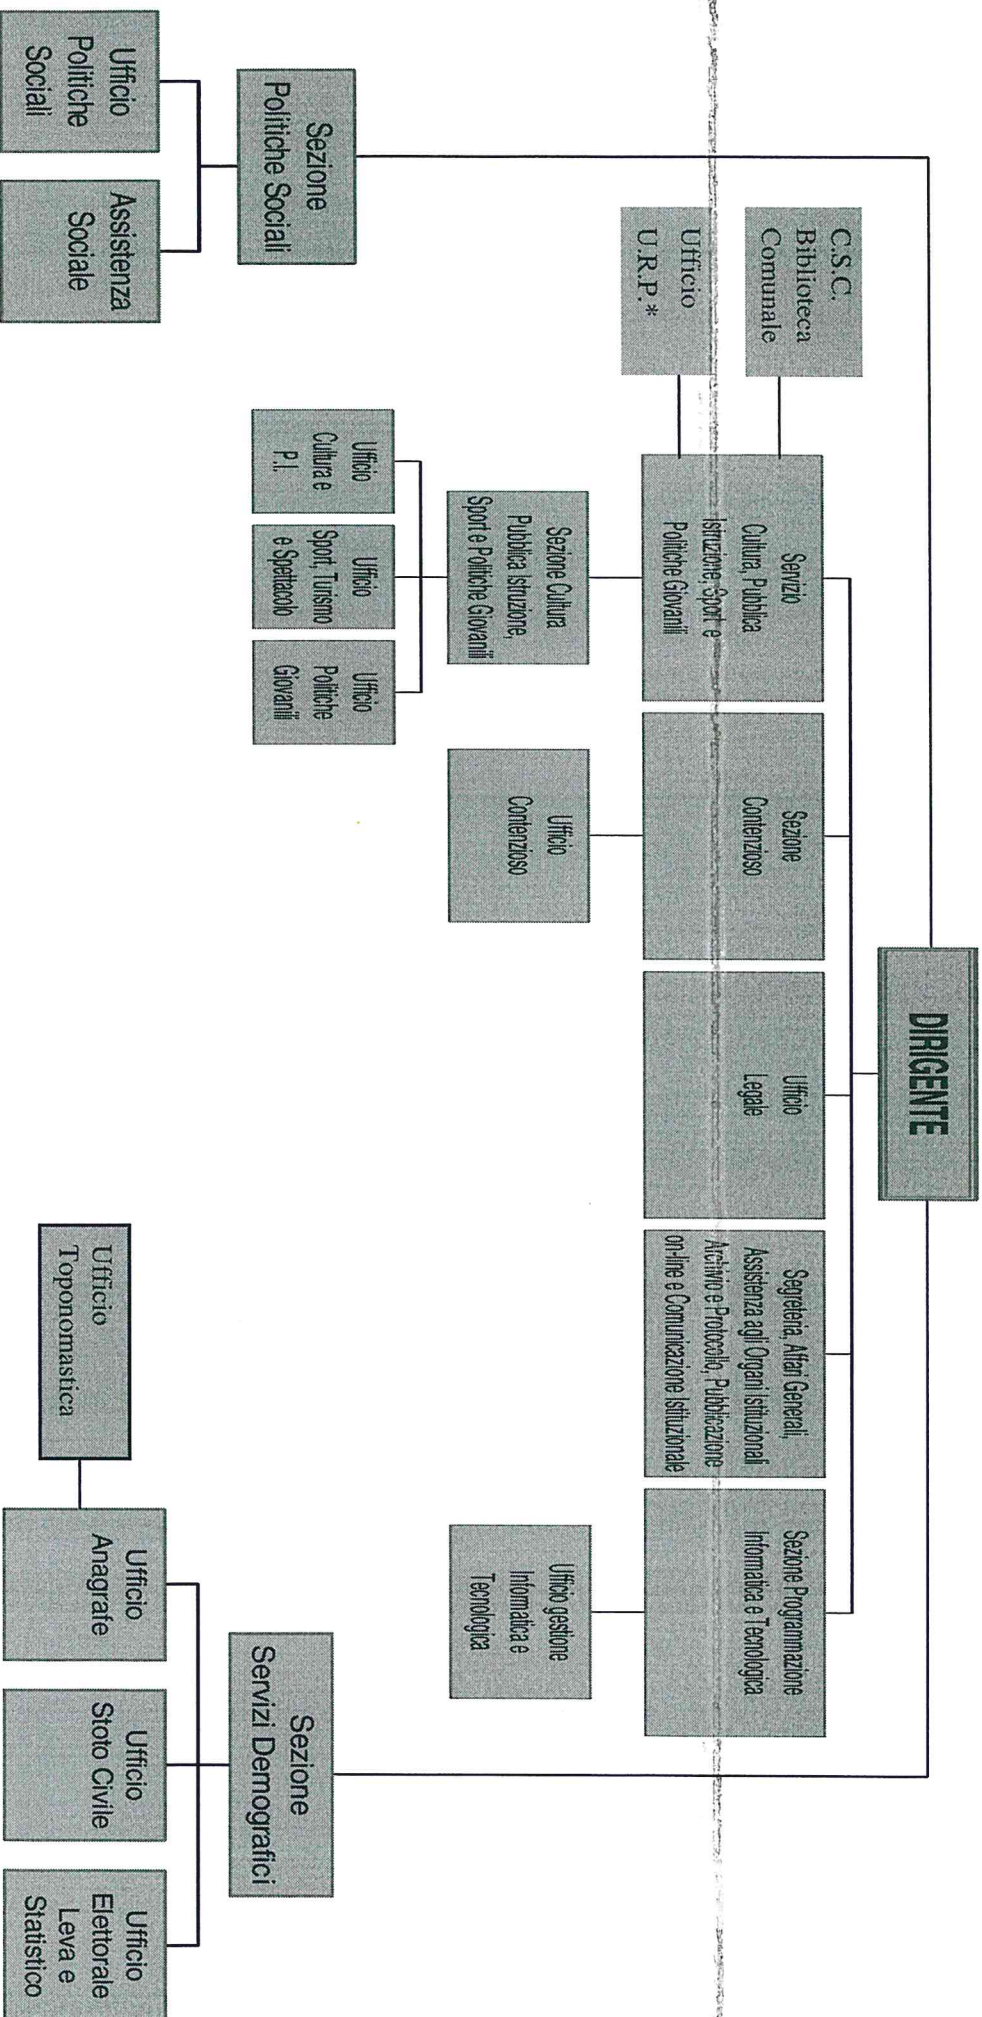 DIRIGENTE
C.S.C.
Biblioteca
Comunale
Ufficio
U.R.P.*
Servizio
Cultura, Pubblica
Istruzione, Sport e
Politiche Giovanili
Sezione
Contenzioso
Ufficio
Legale
Segreteria, Affari Generali,
Assistenza agli Organi Istituzionali
Archivio e Protocollo, Pubblicazione
on-line e Comunicazione Istituzionale
Sezione Programmazione
Informatica e Tecnologica
Sezione Cultura
Pubblica Istruzione,
Sport e Politiche Giovanili
Ufficio
Contenzioso
Ufficio gestione
Informatica e
Tecnologica
Ufficio
Cultura e
P.I.
Ufficio
Sport, Turismo
e Spettacolo
Ufficio
Politiche
Giovanili
Sezione
Politiche Sociali
Sezione
Servizi Demografici
Ufficio
Politiche
Sociali
Assistenza
Sociale
Ufficio
Toponomastica
Ufficio
Anagrafe
Ufficio
Stoto Civile
Ufficio
Elettorale
Leva e
Statistico